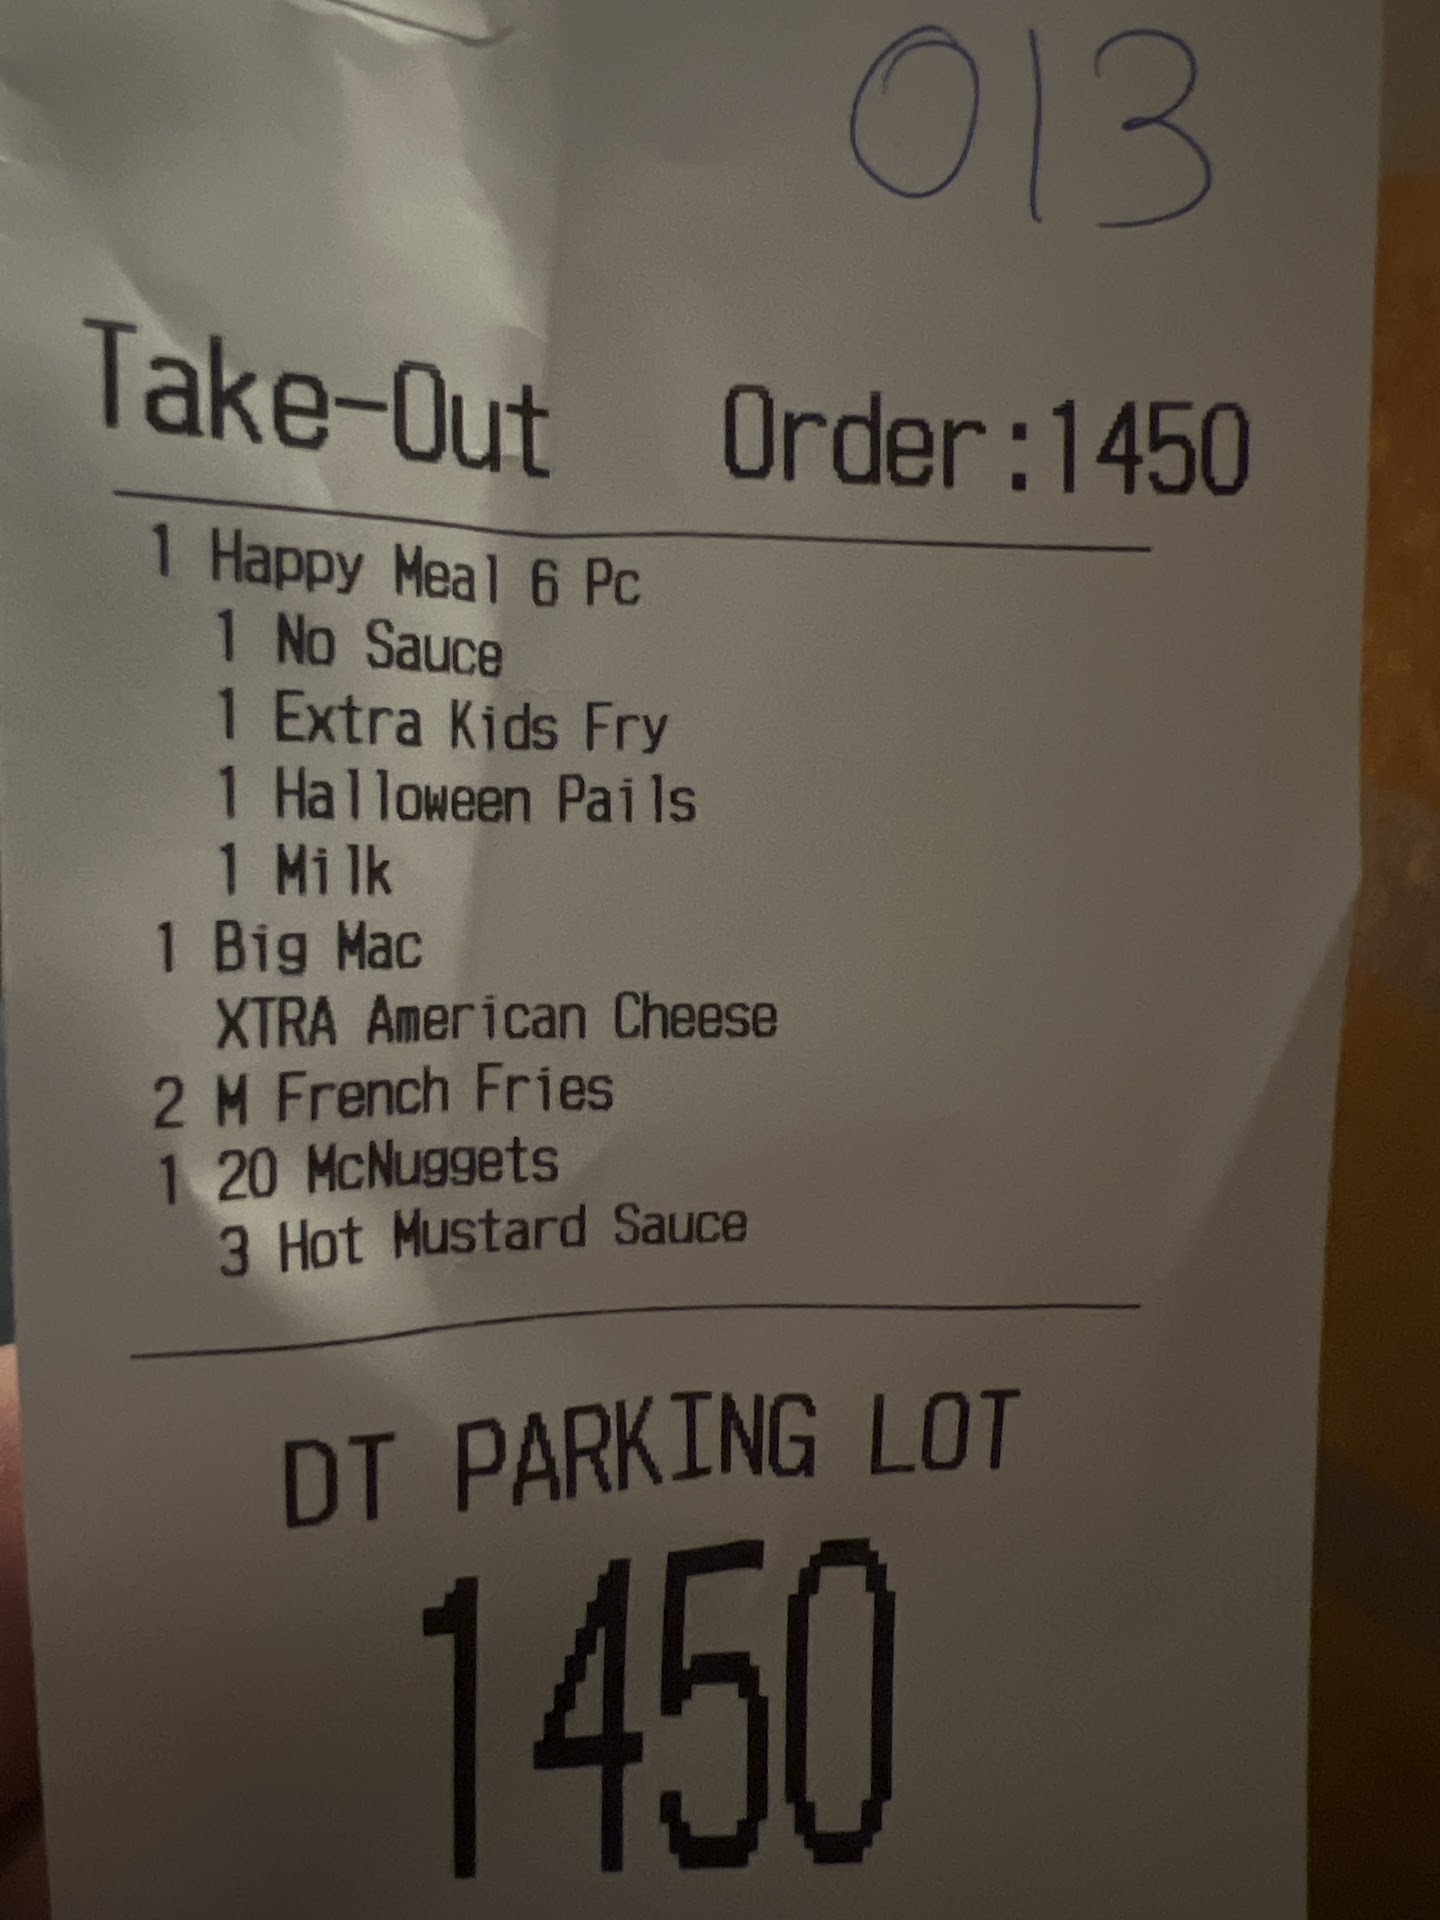 013
Take-Out Order:1450
1 Happy Meal 6 Pc
1 No Sauce
1 Extra Kids Fry
1 Halloween Pails
1 Milk
1 Big Mac
XTRA American Cheese
2 M French Fries
1 20 McNuggets
3 Hot Mustard Sauce
DT PARKING LOT
1450